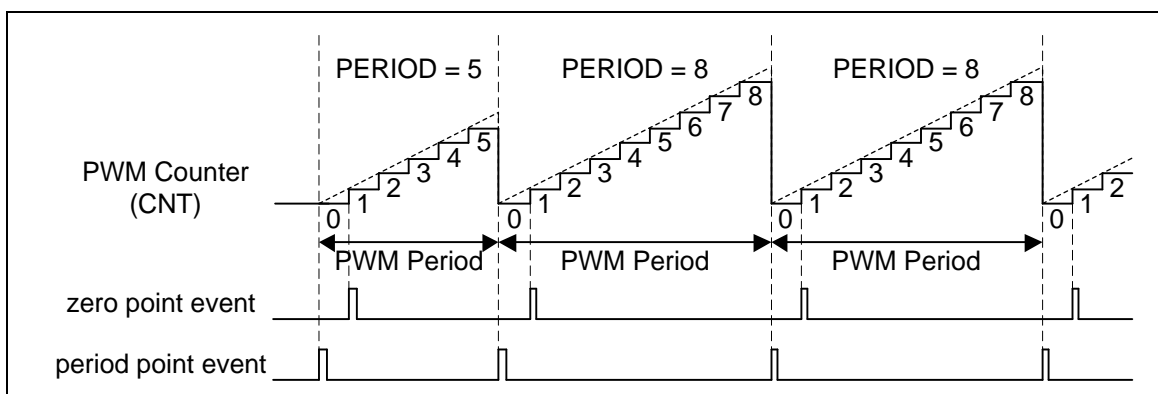 PERIOD = 5 PERIOD = 8 PERIOD = 8
PWM Counter
(CNT)
0 1 2 3 4 5 0 1 2 3 4 5 6 7 8 0 1 2 3 4 5 6 7 8 0 1 2
PWM Period PWM Period PWM Period
zero point event
period point event